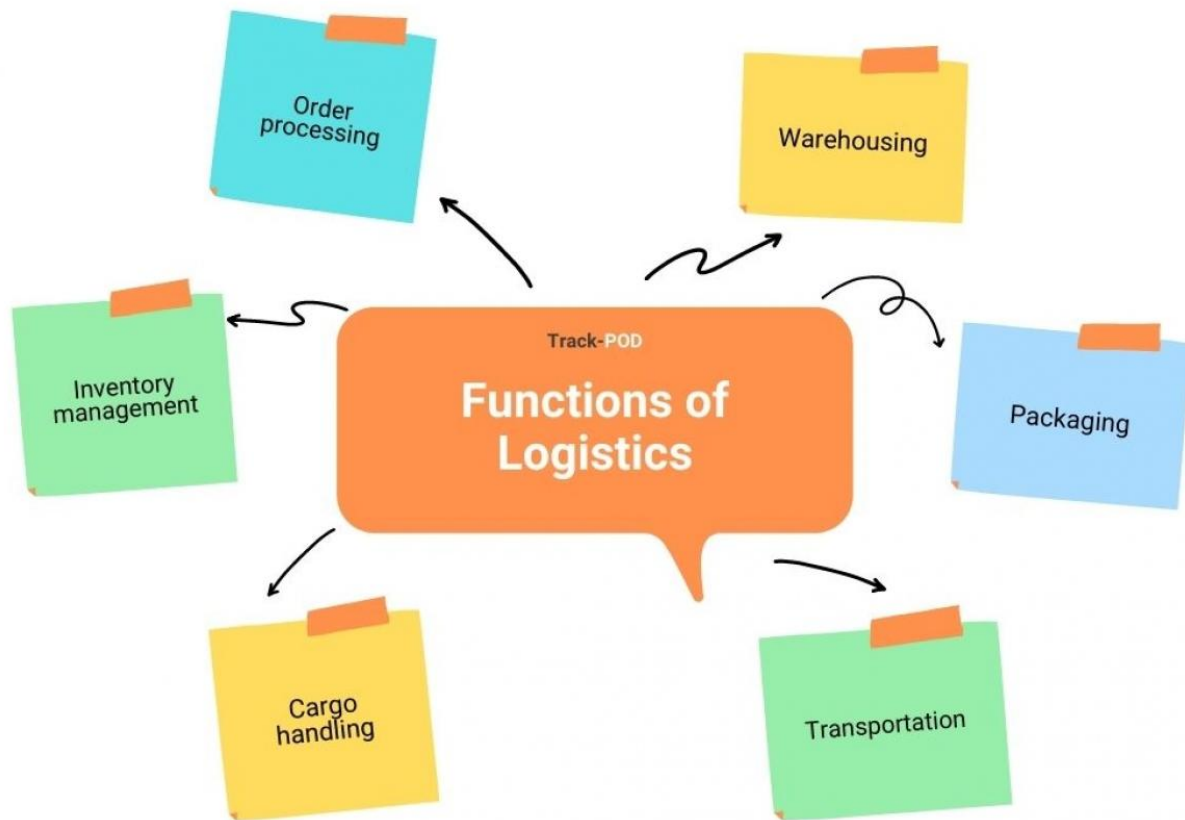 Order
processing
Warehousing
Inventory
management
Track-POD
Functions of
Logistics
Packaging
Cargo
handling
Transportation